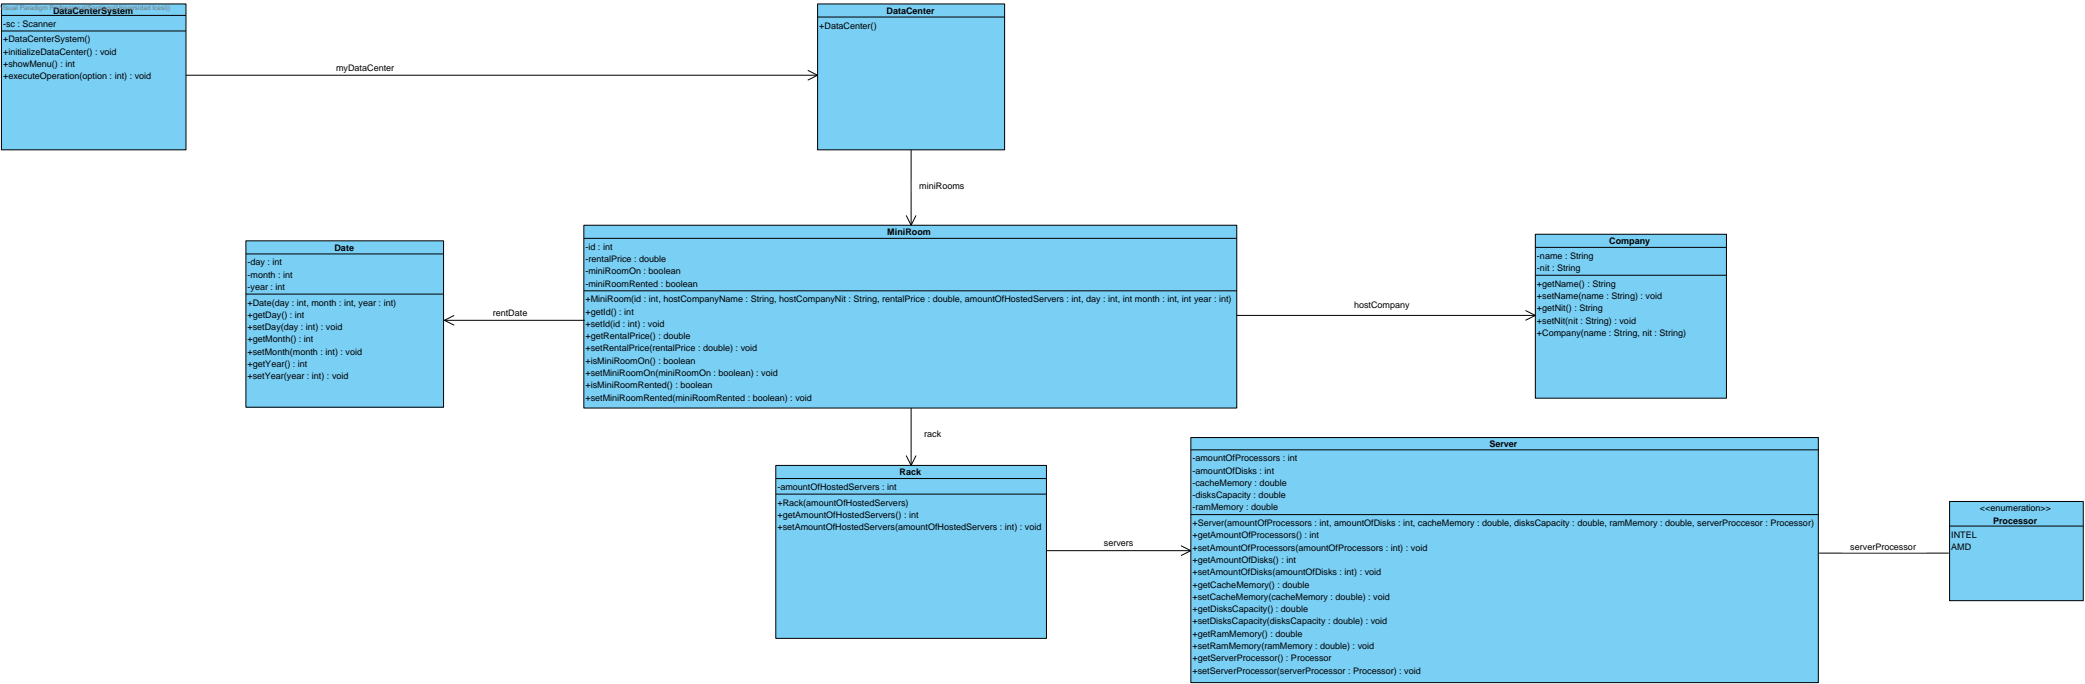 DataCenterSystem
-sc : Scanner
+DataCenterSystem()
+initializeDataCenter() : void
+showMenu() : int
+executeOperation(option : int) : void
myDataCenter
DataCenter
+DataCenter()
miniRooms
Date
-day : int
-month : int
-year : int
+Date(day : int, month : int, year : int)
+getDay() : int
+setDay(day : int) : void
+getMonth() : int
+setMonth(month : int) : void
+getYear() : int
+setYear(year : int) : void
rentDate
MiniRoom
-id : int
-rentalPrice : double
-miniRoomOn : boolean
-miniRoomRented : boolean
+MiniRoom(id : int, hostCompanyName : String, hostCompanyNit : String, rentalPrice : double, amountOfHostedServers : int, day : int, int month : int, int year : int)
+getId() : int
+setId(id : int) : void
+getRentalPrice() : double
+setRentalPrice(rentalPrice : double) : void
+isMiniRoomOn() : boolean
+setMiniRoomOn(miniRoomOn : boolean) : void
+isMiniRoomRented() : boolean
+setMiniRoomRented(miniRoomRented : boolean) : void
hostCompany
Company
-name : String
-nit : String
+getName() : String
+setName(name : String) : void
+getNit() : String
+setNit(nit : String) : void
+Company(name : String, nit : String)
rack
Rack
-amountOfHostedServers : int
+Rack(amountOfHostedServers)
+getAmountOfHostedServers() : int
+setAmountOfHostedServers(amountOfHostedServers : int) : void
servers
Server
-amountOfProcessors : int
-amountOfDisks : int
-cacheMemory : double
-disksCapacity : double
-ramMemory : double
+Server(amountOfProcessors : int, amountOfDisks : int, cacheMemory : double, disksCapacity : double, ramMemory : double, serverProccesor : Processor)
+getAmountOfProcessors() : int
+setAmountOfProcessors(amountOfProcessors : int) : void
+getAmountOfDisks() : int
+setAmountOfDisks(amountOfDisks : int) : void
+getCacheMemory() : double
+setCacheMemory(cacheMemory : double) : void
+getDisksCapacity() : double
+setDisksCapacity(disksCapacity : double) : void
+getRamMemory() : double
+setRamMemory(ramMemory : double) : void
+getServerProcessor() : Processor
+setServerProcessor(serverProcessor : Processor) : void
serverProcessor
<<enumeration>>
Processor
INTEL
AMD